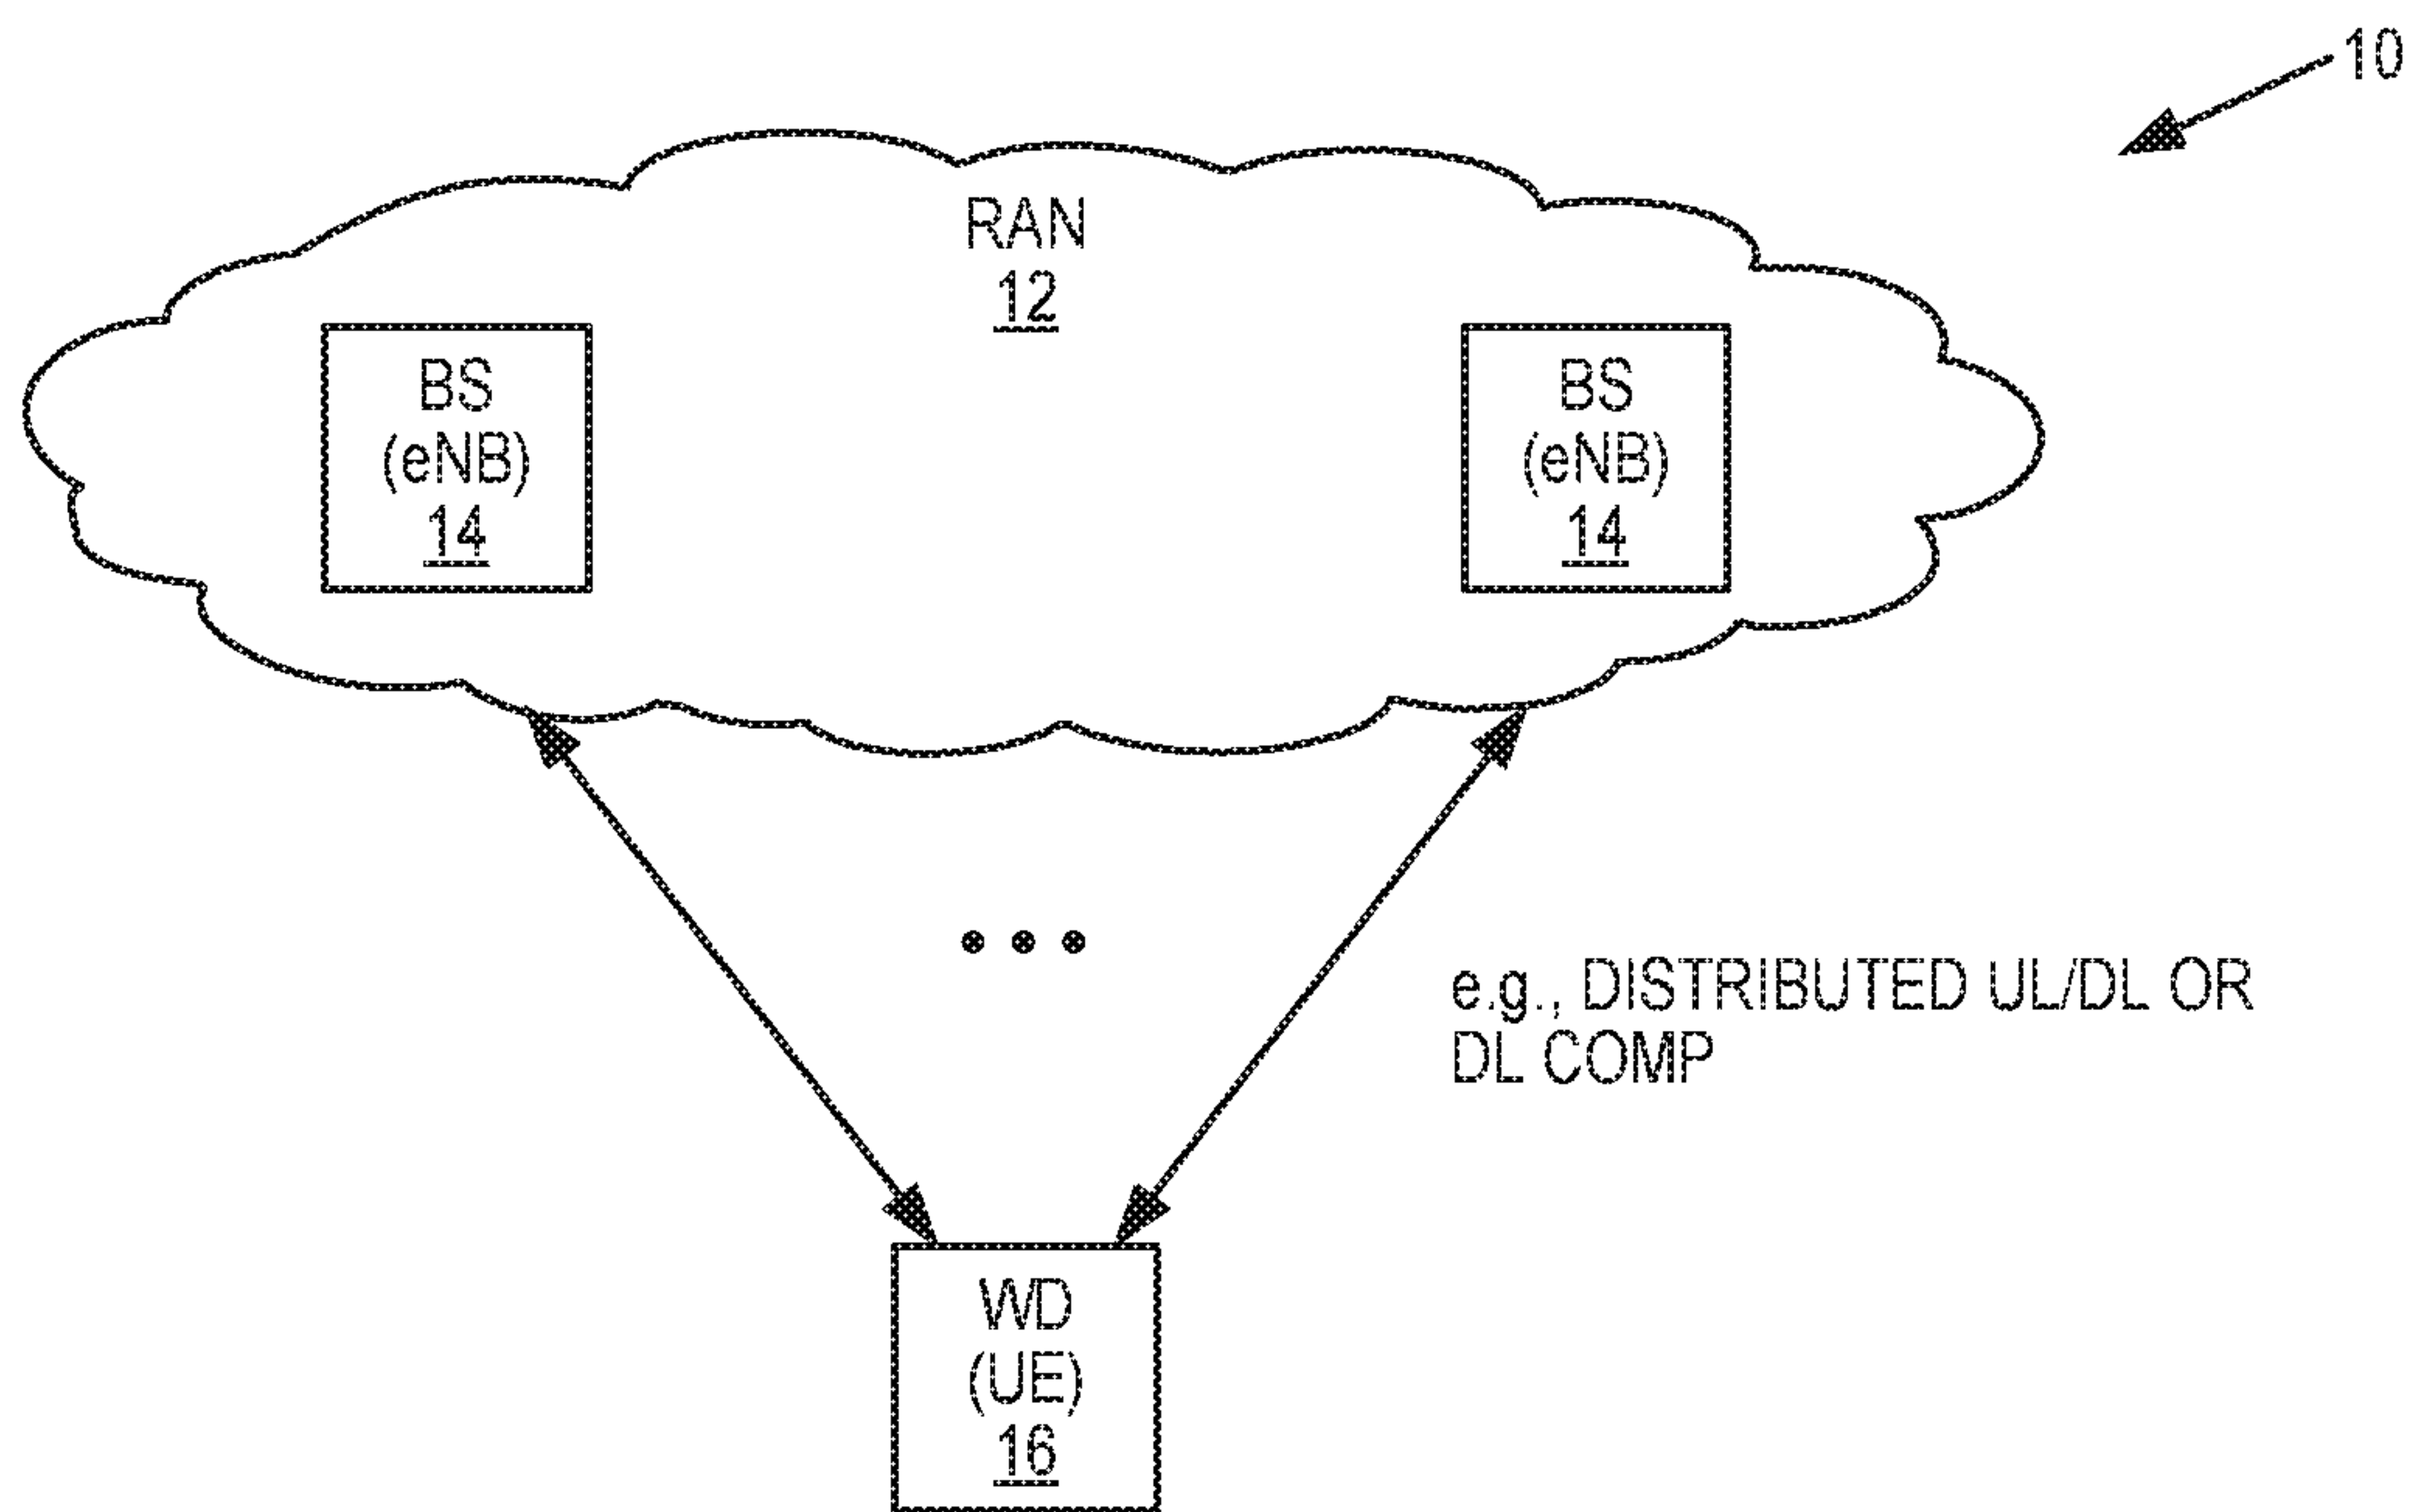 10
RAN
12
BS
(eNB)
14
BS
(eNB)
14
e.g., DISTRIBUTED UL/DL OR
DL COMP
WD
(UE)
16